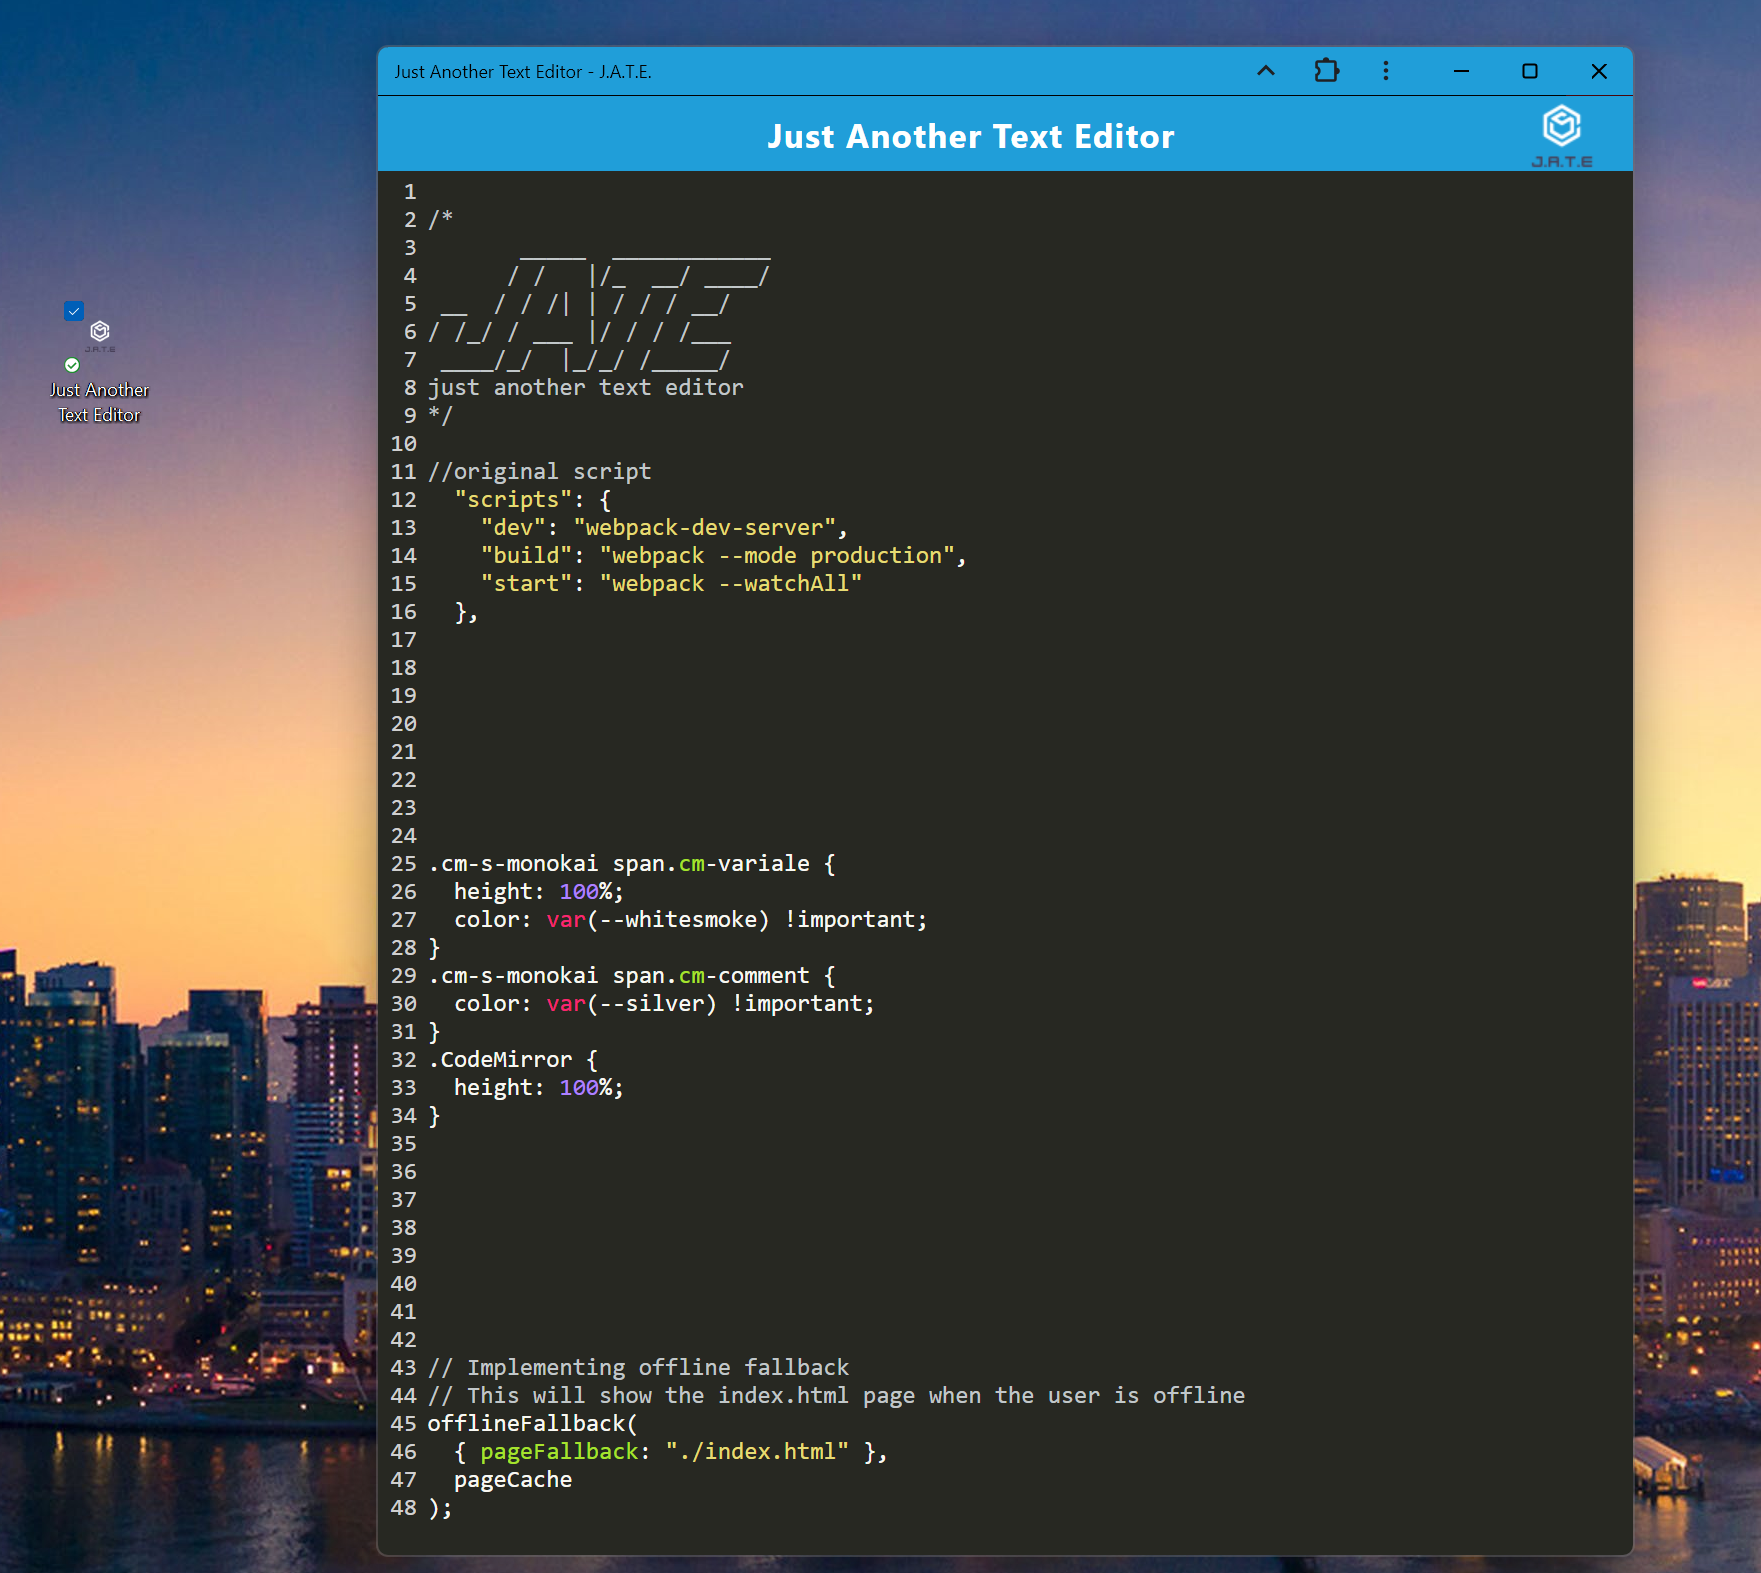 Just Another Text Editor - J.A.T.E.
Just Another Text Editor
J.A.T.E
J.A.T.E
Just Another
Text Editor
1
2 /*
3        _____  ____________
4       / /   |/_  __/ ____/
5  __  / / /| | / / / __/
6 / /_/ / ___ |/ / / /___
7  ____/_/  |_/_/ /_____/
8 just another text editor
9 */
10
11 //original script
12   "scripts": {
13     "dev": "webpack-dev-server",
14     "build": "webpack --mode production",
15     "start": "webpack --watchAll"
16   },
17
18
19
20
21
22
23
24
25 .cm-s-monokai span.cm-variale {
26   height: 100%;
27   color: var(--whitesmoke) !important;
28 }
29 .cm-s-monokai span.cm-comment {
30   color: var(--silver) !important;
31 }
32 .CodeMirror {
33   height: 100%;
34 }
35
36
37
38
39
40
41
42
43 // Implementing offline fallback
44 // This will show the index.html page when the user is offline
45 offlineFallback(
46   { pageFallback: "./index.html" },
47   pageCache
48 );